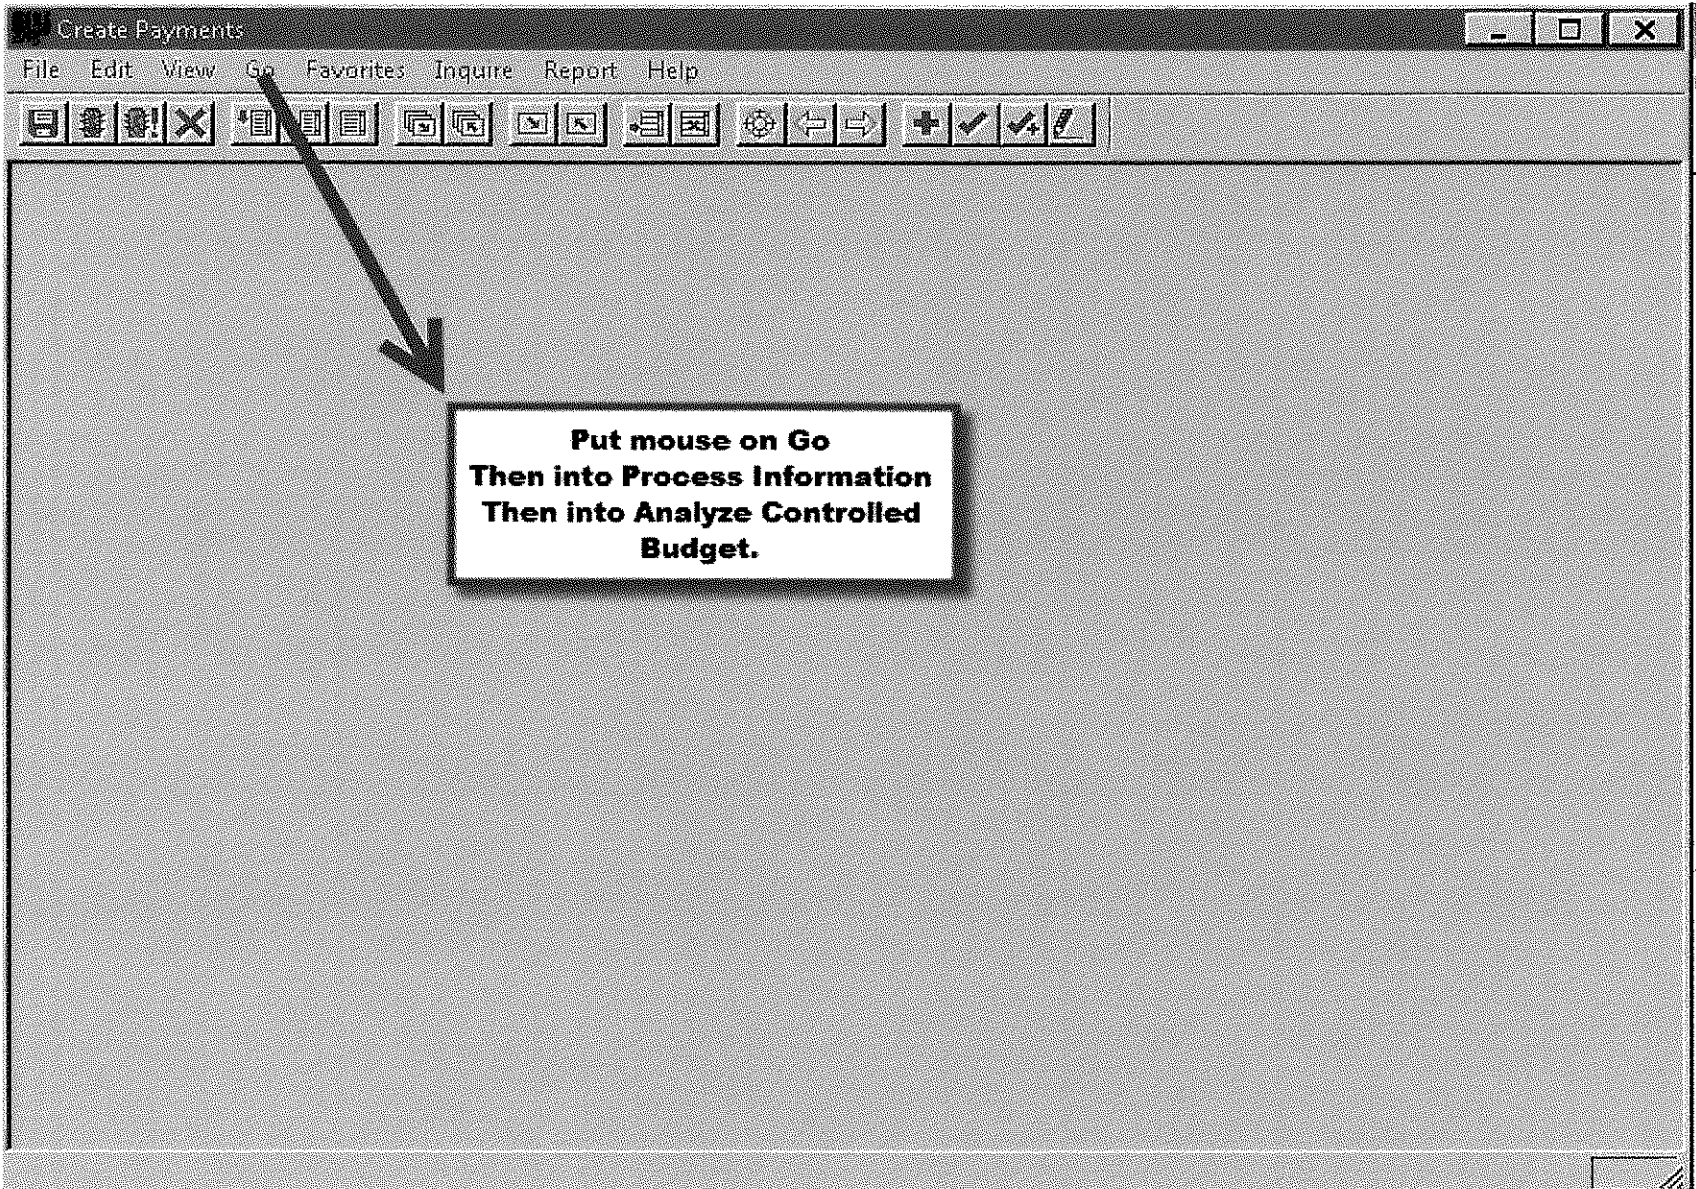 Create Payments
File Edit View Go Favorites Inquire Report Help
Put mouse on Go
Then into Process Information
Then into Analyze Controlled
Budget.